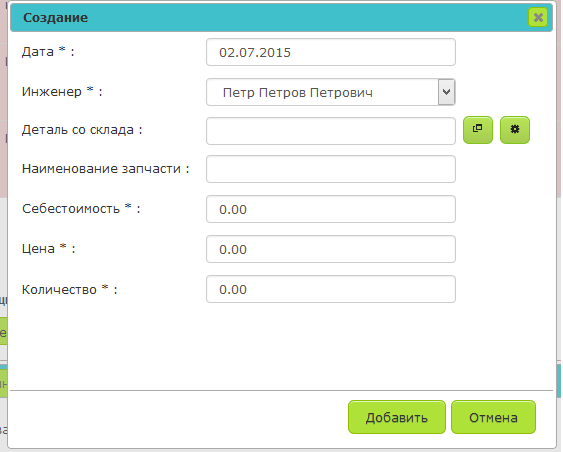 Создание
Дата * : 02.07.2015
Инженер * : Петр Петров Петрович
Деталь со склада :
Наименование запчасти :
Себестоимость * : 0.00
Цена * : 0.00
Количество * : 0.00
Добавить Отмена